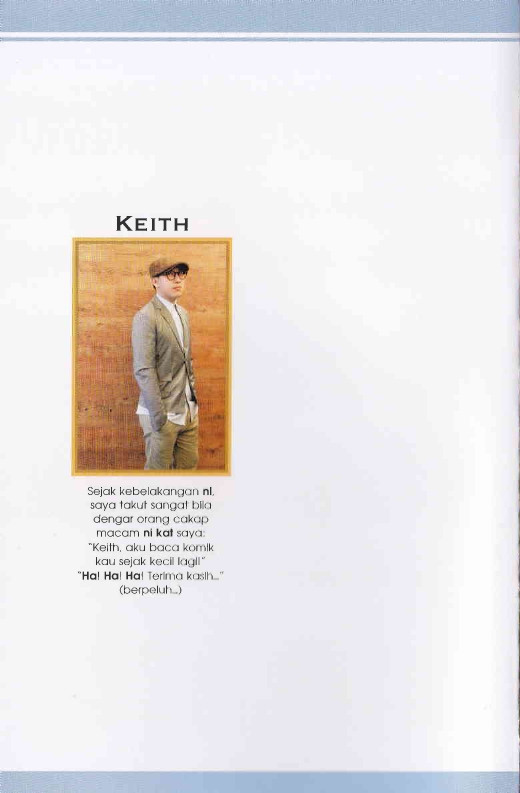 KEITH
Sejak kebelakangan ni,
saya takut sangat bila
dengar orang cakap
macam ni kat saya:
"Keith, aku baca komik
kau sejak kecil lagi!"
"Ha! Ha! Ha! Terima kasih..."
(berpeluh...)